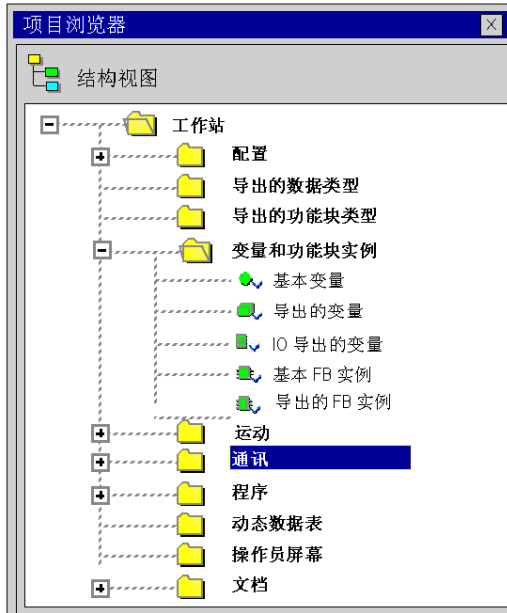 项目浏览器
结构视图
工作站
配置
导出的数据类型
导出的功能块类型
变量和功能块实例
基本变量
导出的变量
IO 导出的变量
基本 FB 实例
导出的 FB 实例
运动
通讯
程序
动态数据表
操作员屏幕
文档